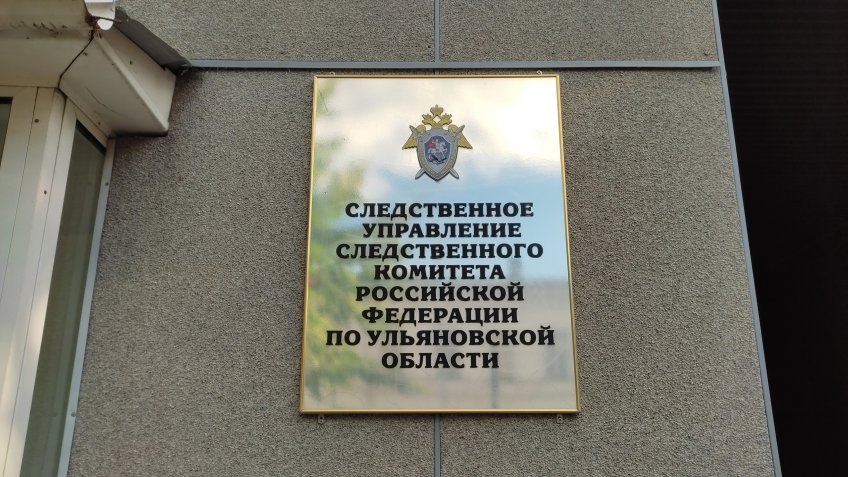 СЛЕДСТВЕННОЕ
УПРАВЛЕНИЕ
СЛЕДСТВЕННОГО
КОМИТЕТА
РОССИЙСКОЙ
ФЕДЕРАЦИИ
ПО УЛЬЯНОВСКОЙ
ОБЛАСТИ